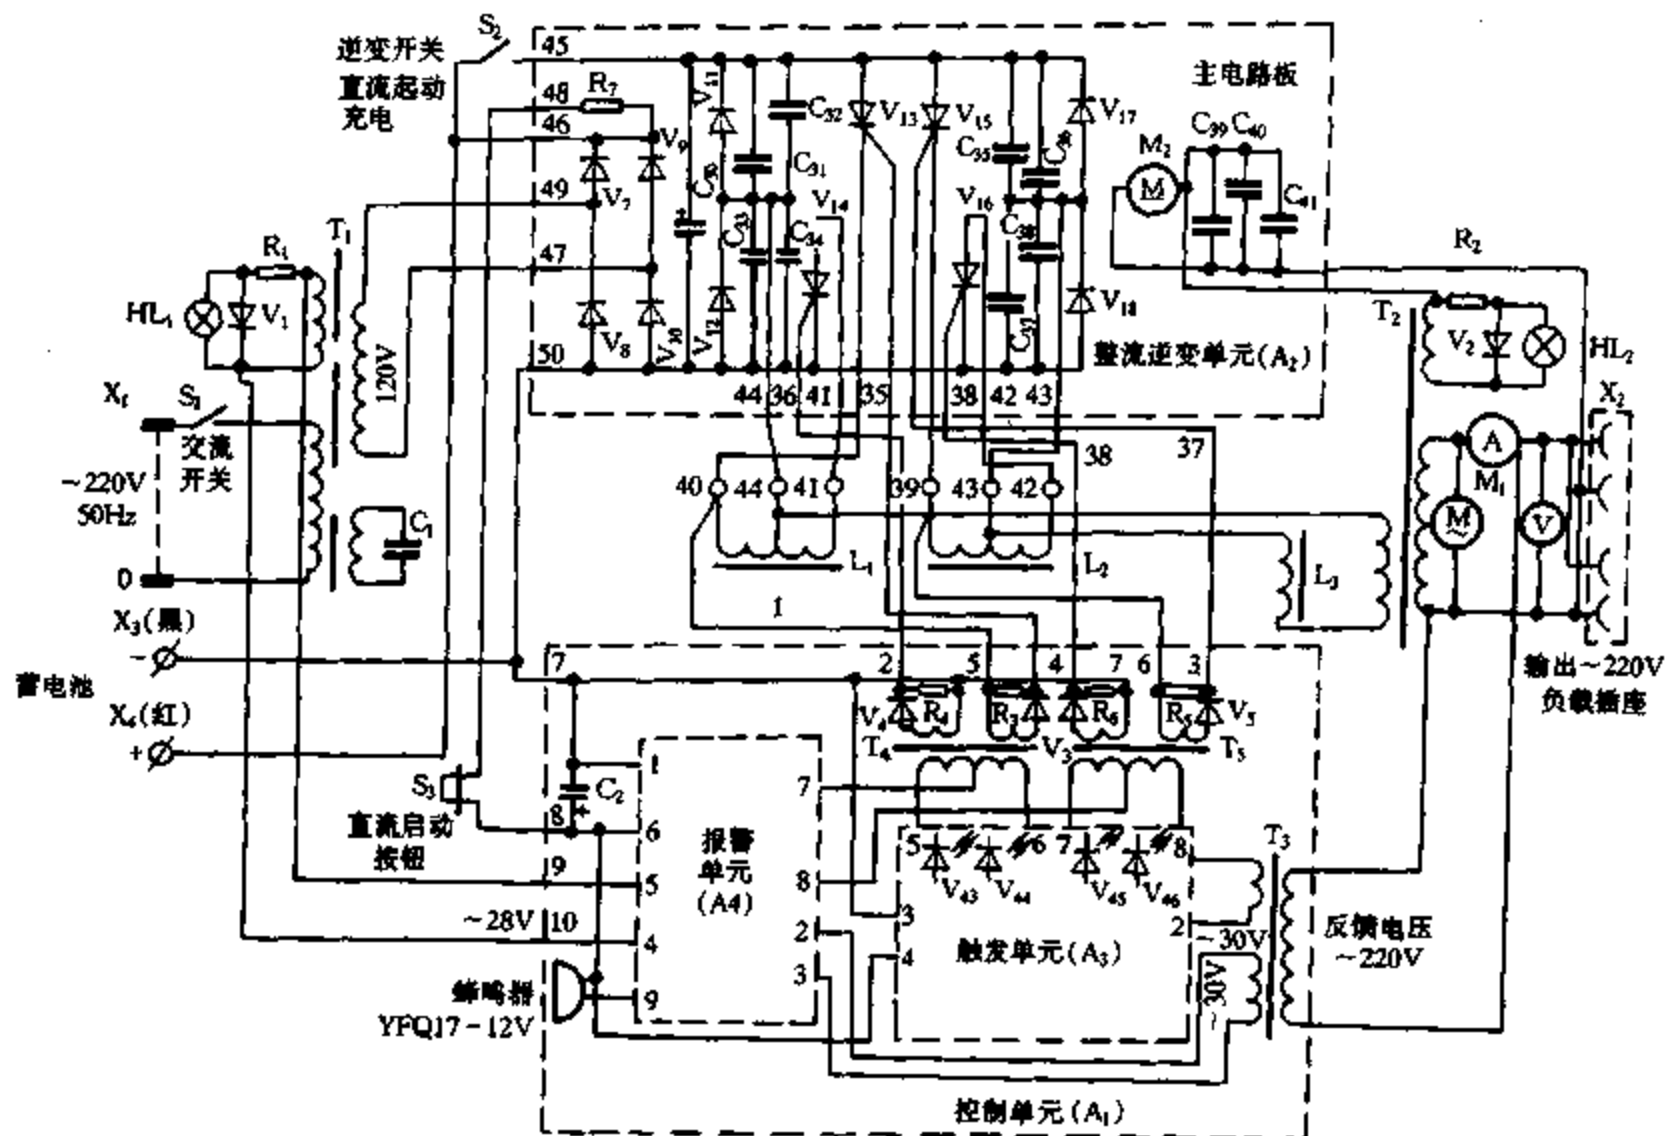 S₂
逆变开关
直流起动
充电
45
48
R₇
46
V₉
49
V₇
47
V₈
V₁₀
50
V₁₁
C₃₂
C₃₁
C₃₃
C₃₄
V₁₂
V₁₃
V₁₄
V₁₅
V₁₆
C₃₅
C₃₈
C₃₇
V₁₇
V₁₈
主电路板
C₃₉
C₄₀
C₄₁
M₂
M
整流逆变单元(A₂)
44
36
41
35
38
42
43
R₁
T₁
HL₁
V₁
120V
X₁
S₁
交流
开关
~220V
50Hz
0
C₁
R₂
T₂
V₂
HL₂
X₂
A
M₁
M
~
V
输出~220V
负载插座
37
38
40
44
41
39
43
42
L₁
L₂
L₃
1
X₃(黑)
−
蓄电池
X₄(红)
+
S₃
直流启动
按钮
7
2
5
4
7
6
3
V₄
R₄
R₃
R₆
R₅
V₅
T₄
V₃
T₅
1
C₂
+
8
6
9
5
~28V
10
4
9
报警
单元
(A4)
7
8
2
3
5
6
7
8
V₄₃
V₄₄
V₄₅
V₄₆
3
4
2
触发单元(A₃)
T₃
~30V
~30V
反馈电压
~220V
蜂鸣器
YFQ17-12V
控制单元(A₁)